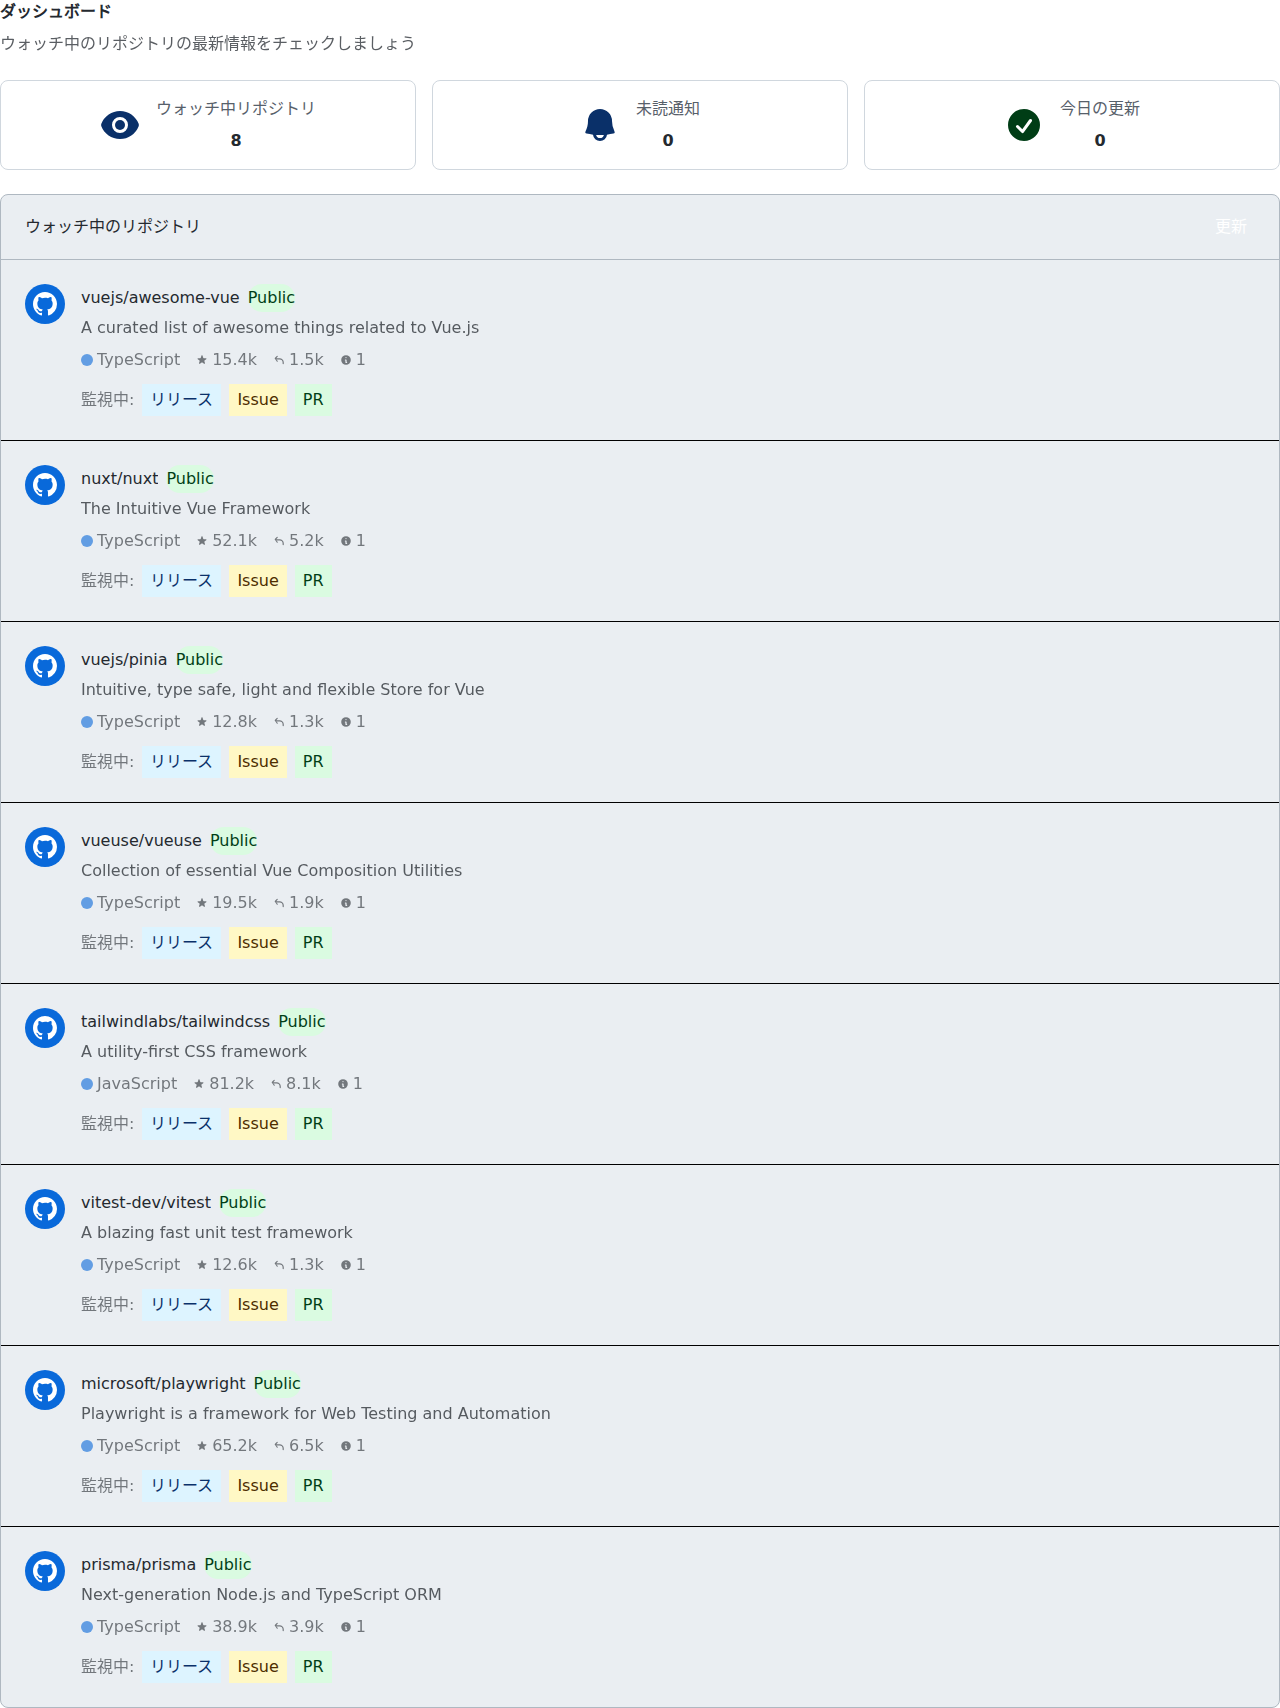 ダッシュボード
ウォッチ中のリポジトリの最新情報をチェックしましょう
ウォッチ中リポジトリ
8
未読通知
0
今日の更新
0
ウォッチ中のリポジトリ 更新
vuejs/awesome-vue Public
A curated list of awesome things related to Vue.js
TypeScript 15.4k 1.5k 1
監視中: リリース Issue PR
nuxt/nuxt Public
The Intuitive Vue Framework
TypeScript 52.1k 5.2k 1
監視中: リリース Issue PR
vuejs/pinia Public
Intuitive, type safe, light and flexible Store for Vue
TypeScript 12.8k 1.3k 1
監視中: リリース Issue PR
vueuse/vueuse Public
Collection of essential Vue Composition Utilities
TypeScript 19.5k 1.9k 1
監視中: リリース Issue PR
tailwindlabs/tailwindcss Public
A utility-first CSS framework
JavaScript 81.2k 8.1k 1
監視中: リリース Issue PR
vitest-dev/vitest Public
A blazing fast unit test framework
TypeScript 12.6k 1.3k 1
監視中: リリース Issue PR
microsoft/playwright Public
Playwright is a framework for Web Testing and Automation
TypeScript 65.2k 6.5k 1
監視中: リリース Issue PR
prisma/prisma Public
Next-generation Node.js and TypeScript ORM
TypeScript 38.9k 3.9k 1
監視中: リリース Issue PR